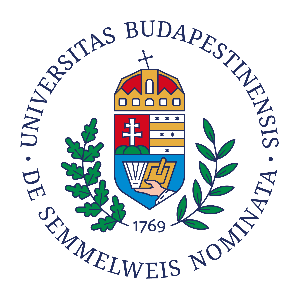 · UNIVERSITAS BUDAPESTINENSIS ·
DE SEMMELWEIS NOMINATA
1769